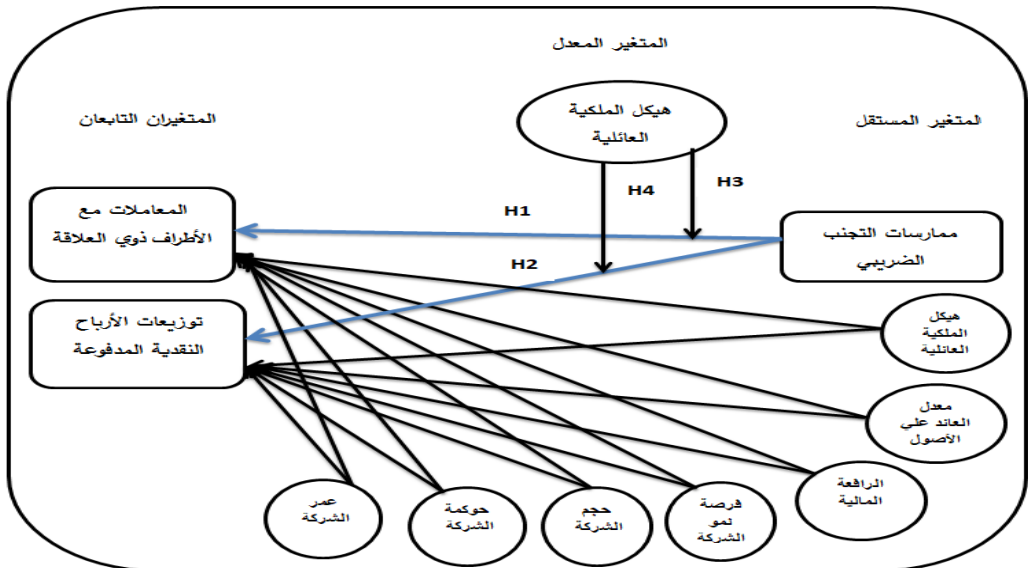 المتغير المعدل
هيكل الملكية
العائلية
المتغير المستقل
المتغيران التابعان
H3
H4
H1
H2
المعاملات مع
الأطراف ذوي العلاقة
ممارسات التجنب
الضريبي
توزيعات الأرباح
النقدية المدفوعة
هيكل
الملكية
العائلية
معدل
العائد علي
الأصول
الرافعة
المالية
فرصة
نمو
الشركة
حجم
الشركة
حوكمة
الشركة
عمر
الشركة